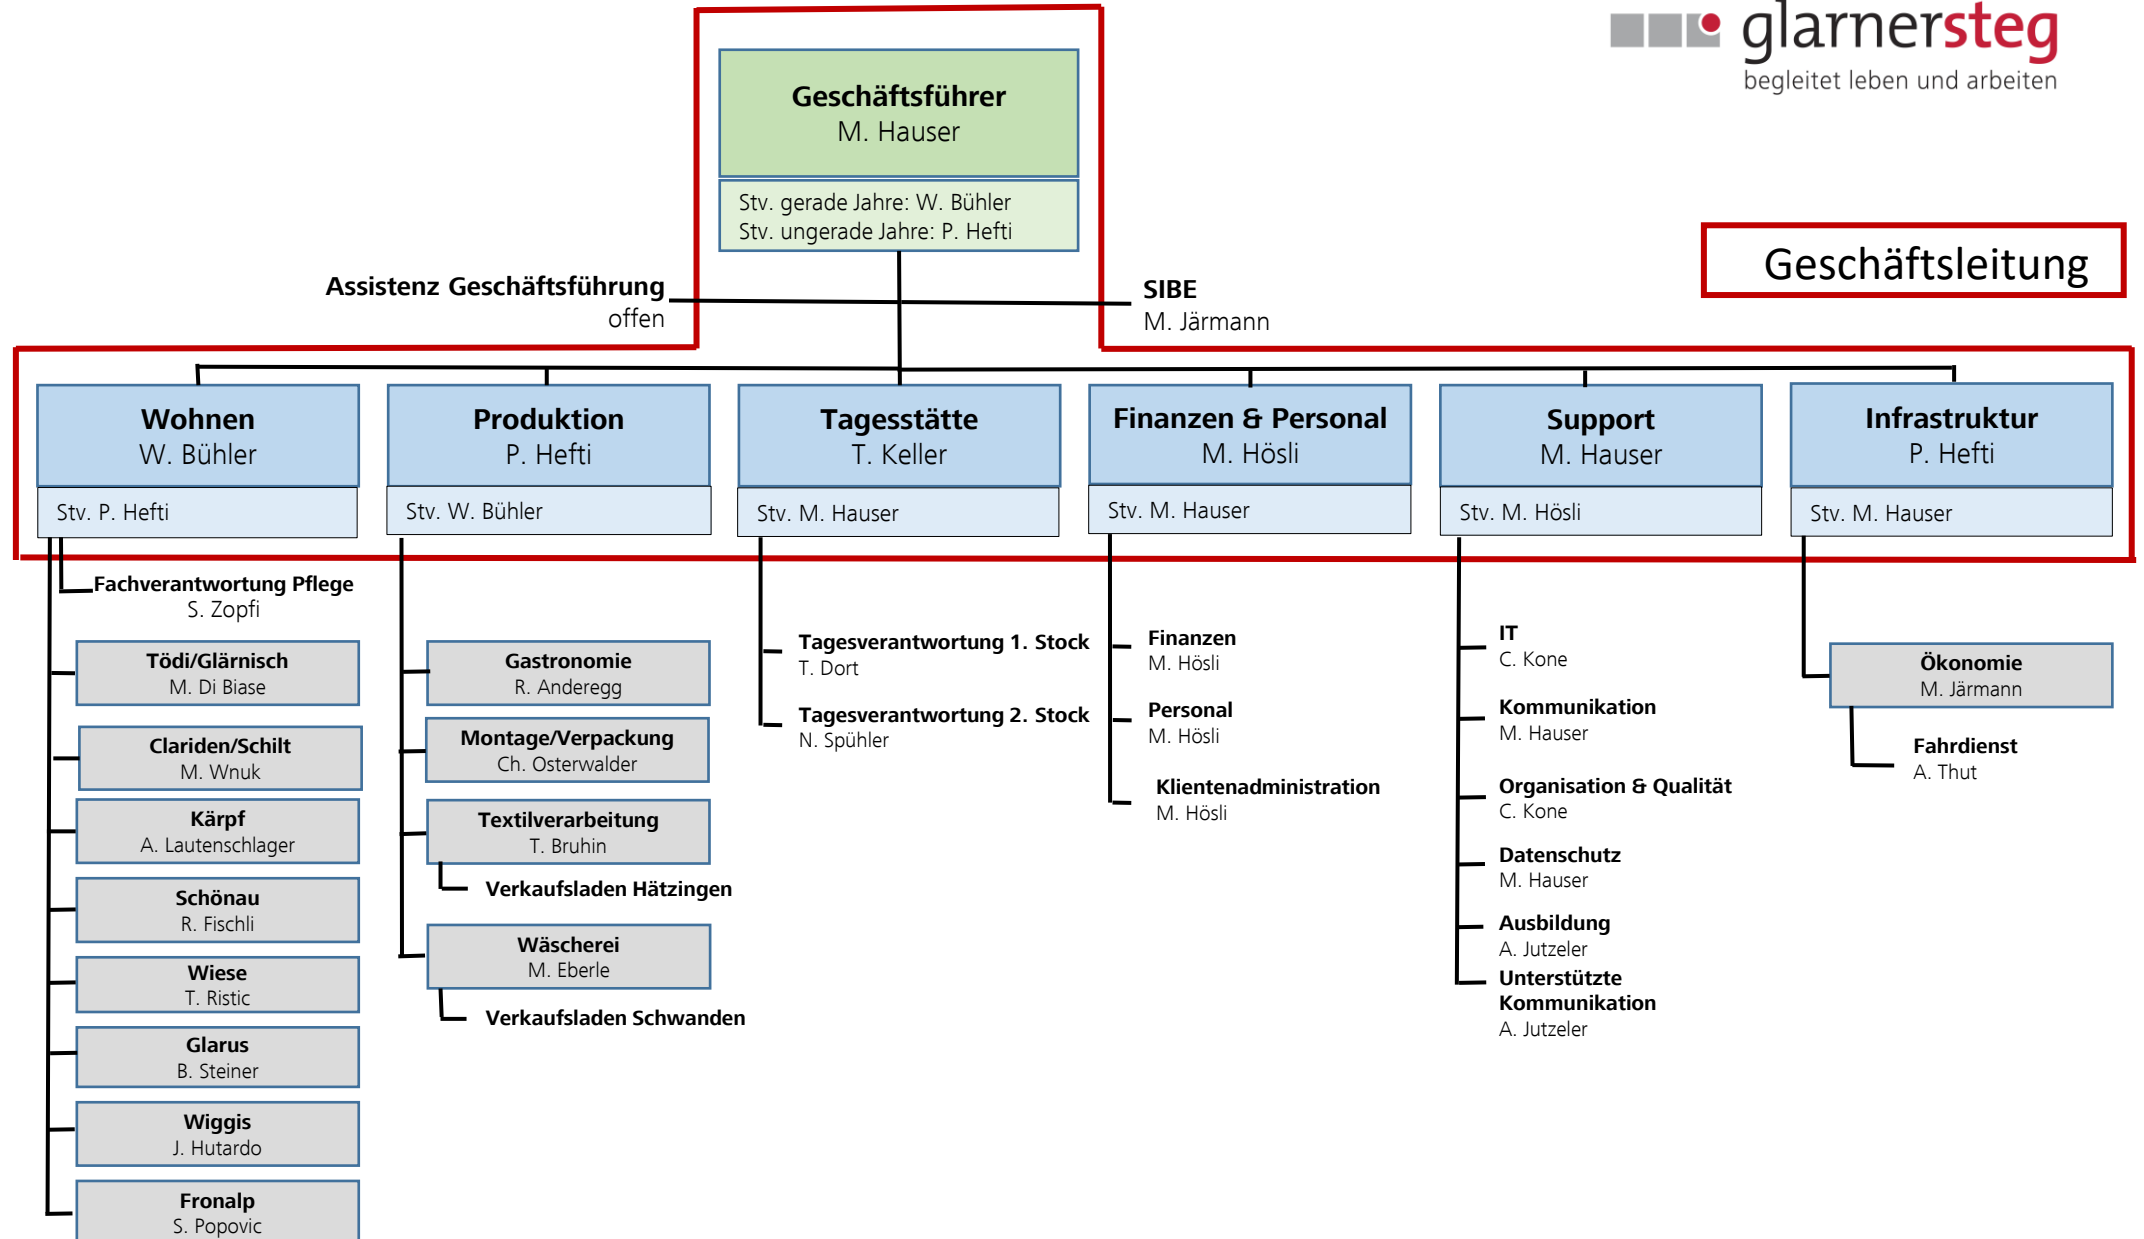 glarnersteg
begleitet leben und arbeiten
Geschäftsführer
M. Hauser
Stv. gerade Jahre: W. Bühler
Stv. ungerade Jahre: P. Hefti
Geschäftsleitung
Assistenz Geschäftsführung
offen
SIBE
M. Järmann
Wohnen
W. Bühler
Stv. P. Hefti
Produktion
P. Hefti
Stv. W. Bühler
Tagesstätte
T. Keller
Stv. M. Hauser
Finanzen & Personal
M. Hösli
Stv. M. Hauser
Support
M. Hauser
Stv. M. Hösli
Infrastruktur
P. Hefti
Stv. M. Hauser
Fachverantwortung Pflege
S. Zopfi
Tödi/Glärnisch
M. Di Biase
Clariden/Schilt
M. Wnuk
Kärpf
A. Lautenschlager
Schönau
R. Fischli
Wiese
T. Ristic
Glarus
B. Steiner
Wiggis
J. Hutardo
Fronalp
S. Popovic
Gastronomie
R. Anderegg
Montage/Verpackung
Ch. Osterwalder
Textilverarbeitung
T. Bruhin
Verkaufsladen Hätzingen
Wäscherei
M. Eberle
Verkaufsladen Schwanden
Tagesverantwortung 1. Stock
T. Dort
Tagesverantwortung 2. Stock
N. Spühler
Finanzen
M. Hösli
Personal
M. Hösli
Klientenadministration
M. Hösli
IT
C. Kone
Kommunikation
M. Hauser
Organisation & Qualität
C. Kone
Datenschutz
M. Hauser
Ausbildung
A. Jutzeler
Unterstützte
Kommunikation
A. Jutzeler
Ökonomie
M. Järmann
Fahrdienst
A. Thut